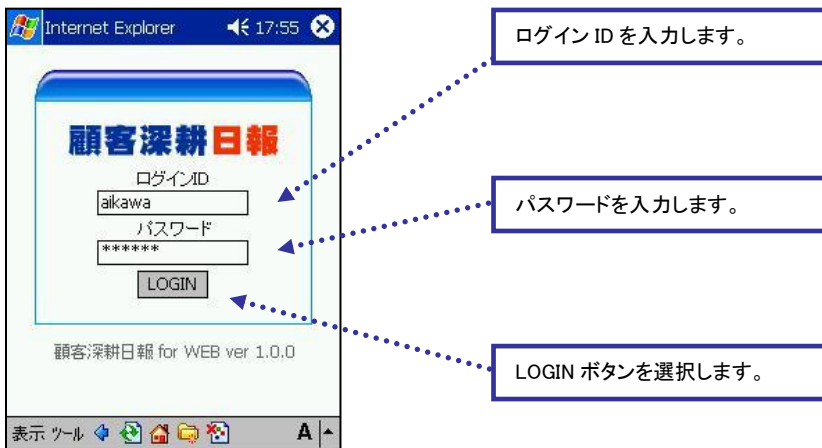 Internet Explorer 17:55
顧客深耕日報
ログインID
aikawa
パスワード
******
LOGIN
顧客深耕日報 for WEB ver 1.0.0
表示 ツール A
ログイン ID を入力します。
パスワードを入力します。
LOGIN ボタンを選択します。